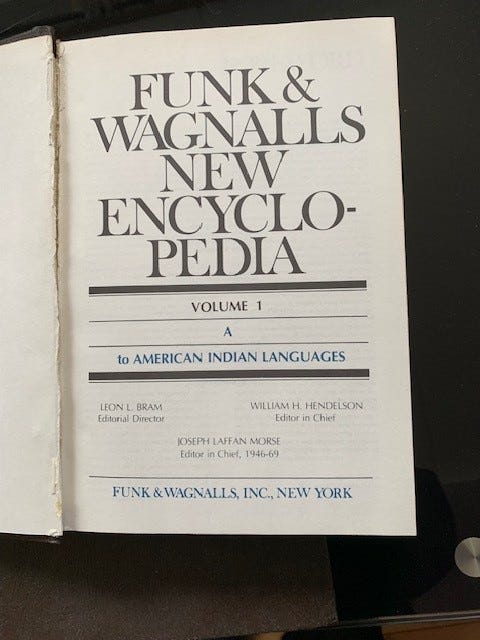 FUNK &
WAGNALLS
NEW
ENCYCLO-
PEDIA
VOLUME 1
A
to AMERICAN INDIAN LANGUAGES
LEON L. BRAM WILLIAM H. HENDELSON
Editorial Director Editor in Chief
JOSEPH LAFFAN MORSE
Editor in Chief, 1946-69
FUNK & WAGNALLS, INC., NEW YORK